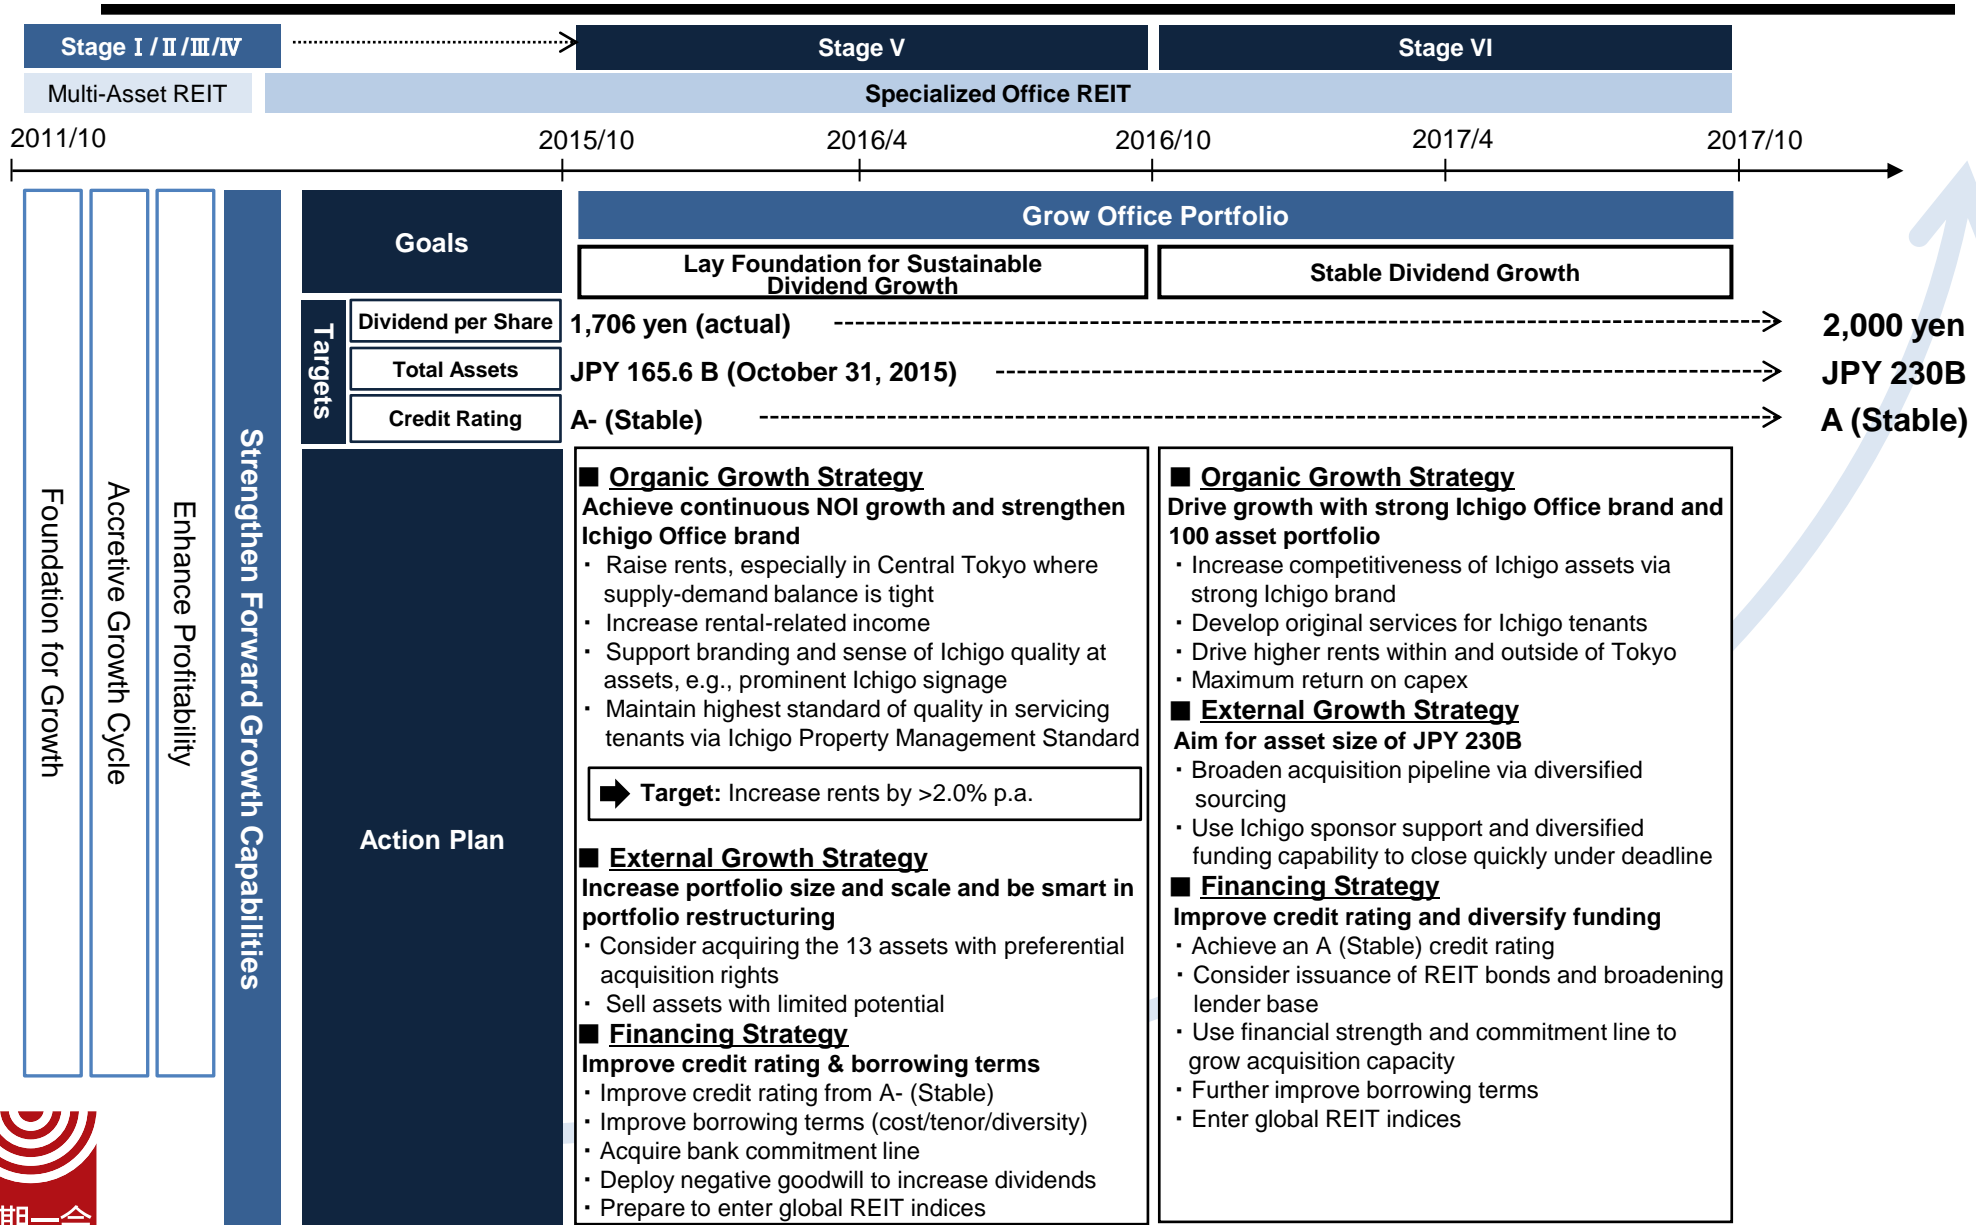 Stage Ⅰ/Ⅱ/Ⅲ/Ⅳ
Stage V
Stage VI
Multi-Asset REIT
Specialized Office REIT
2011/10
2015/10
2016/4
2016/10
2017/4
2017/10
Foundation for Growth
Accretive Growth Cycle
Enhance Profitability
Strengthen Forward Growth Capabilities
Goals
Grow Office Portfolio
Lay Foundation for Sustainable
Dividend Growth
Stable Dividend Growth
Targets
Dividend per Share
1,706 yen (actual)
2,000 yen
Total Assets
JPY 165.6 B (October 31, 2015)
JPY 230B
Credit Rating
A- (Stable)
A (Stable)
Action Plan
■ Organic Growth Strategy
Achieve continuous NOI growth and strengthen
Ichigo Office brand
・ Raise rents, especially in Central Tokyo where
supply-demand balance is tight
・ Increase rental-related income
・ Support branding and sense of Ichigo quality at
assets, e.g., prominent Ichigo signage
・ Maintain highest standard of quality in servicing
tenants via Ichigo Property Management Standard
Target: Increase rents by >2.0% p.a.
■ External Growth Strategy
Increase portfolio size and scale and be smart in
portfolio restructuring
・ Consider acquiring the 13 assets with preferential
acquisition rights
・ Sell assets with limited potential
■ Financing Strategy
Improve credit rating & borrowing terms
・ Improve credit rating from A- (Stable)
・ Improve borrowing terms (cost/tenor/diversity)
・ Acquire bank commitment line
・ Deploy negative goodwill to increase dividends
・ Prepare to enter global REIT indices
■ Organic Growth Strategy
Drive growth with strong Ichigo Office brand and
100 asset portfolio
・ Increase competitiveness of Ichigo assets via
strong Ichigo brand
・ Develop original services for Ichigo tenants
・ Drive higher rents within and outside of Tokyo
・ Maximum return on capex
■ External Growth Strategy
Aim for asset size of JPY 230B
・ Broaden acquisition pipeline via diversified
sourcing
・ Use Ichigo sponsor support and diversified
funding capability to close quickly under deadline
■ Financing Strategy
Improve credit rating and diversify funding
・ Achieve an A (Stable) credit rating
・ Consider issuance of REIT bonds and broadening
lender base
・ Use financial strength and commitment line to
grow acquisition capacity
・ Further improve borrowing terms
・ Enter global REIT indices
期一会